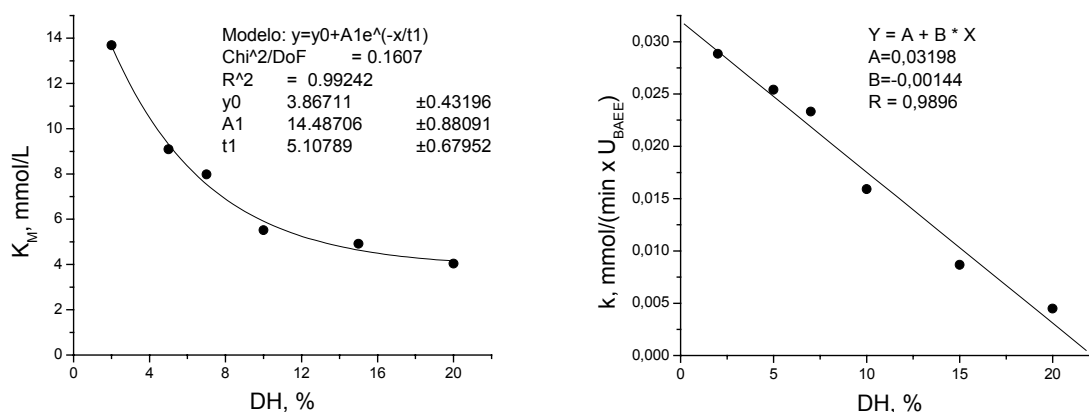 14
12
10
8
6
4
2
0
K_M, mmol/L
Modelo: y=y0+A1e^(-x/t1)
Chi^2/DoF = 0.1607
R^2 = 0.99242
y0 3.86711 ±0.43196
A1 14.48706 ±0.88091
t1 5.10789 ±0.67952
0 4 8 12 16 20
DH, %
0,030
0,025
0,020
0,015
0,010
0,005
0,000
k, mmol/(min x U_BAEE)
Y = A + B * X
A=0,03198
B=-0,00144
R = 0,9896
0 5 10 15 20
DH, %